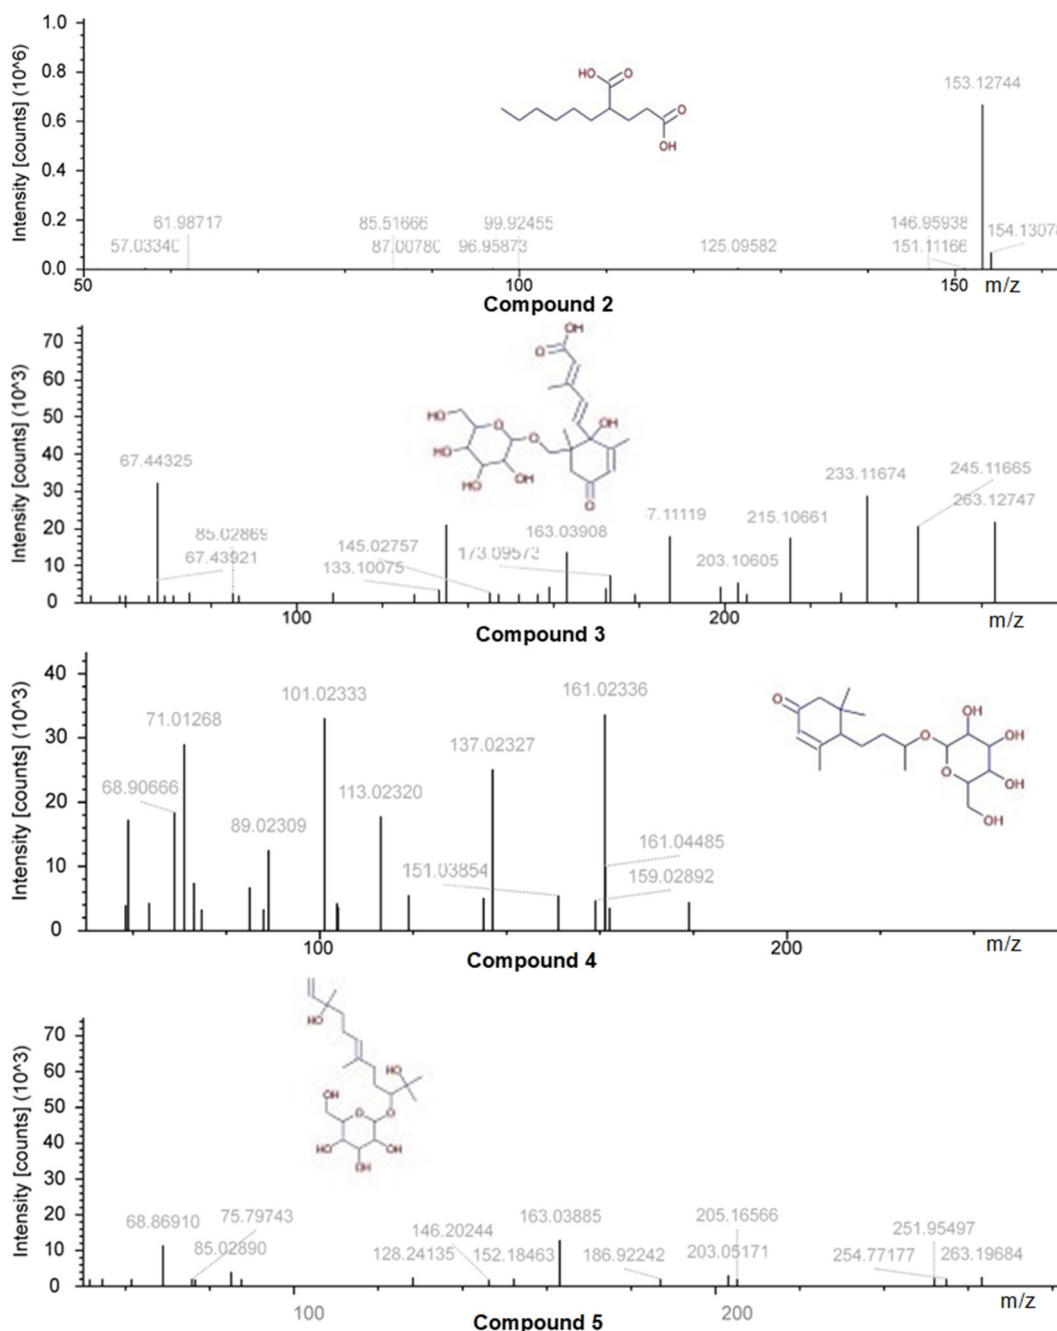 Intensity [counts] (10^6)
1.0
0.8
0.6
0.4
0.2
0.0
HO O
O
OH
153.12744
61.98717 85.51666 99.92455 146.95938 154.13078
57.03340 87.00780 96.95873 125.09582 151.11166
50 100 150 m/z
Compound 2
Intensity [counts] (10^3)
70
60
50
40
30
20
10
0
OH
O
HO O O OH
HO
HO OH
O
67.44325
85.02869
67.43921
145.02757
133.10075
163.03908
173.09573
7.11119
203.10605
215.10661
233.11674
245.11665
263.12747
100 200 m/z
Compound 3
Intensity [counts] (10^3)
40
30
20
10
0
O
O OH
OH
O OH
OH
71.01268
68.90666
89.02309
101.02333
113.02320
137.02327
151.03854
161.02336
161.04485
159.02892
100 200 m/z
Compound 4
Intensity [counts] (10^3)
70
60
50
40
30
20
10
0
HO
HO
OH
O O
HO OH
OH
68.86910 75.79743
85.02890
146.20244
128.24135 152.18463
163.03885
186.92242
205.16566
203.05171
251.95497
254.77177 263.19684
100 200 m/z
Compound 5